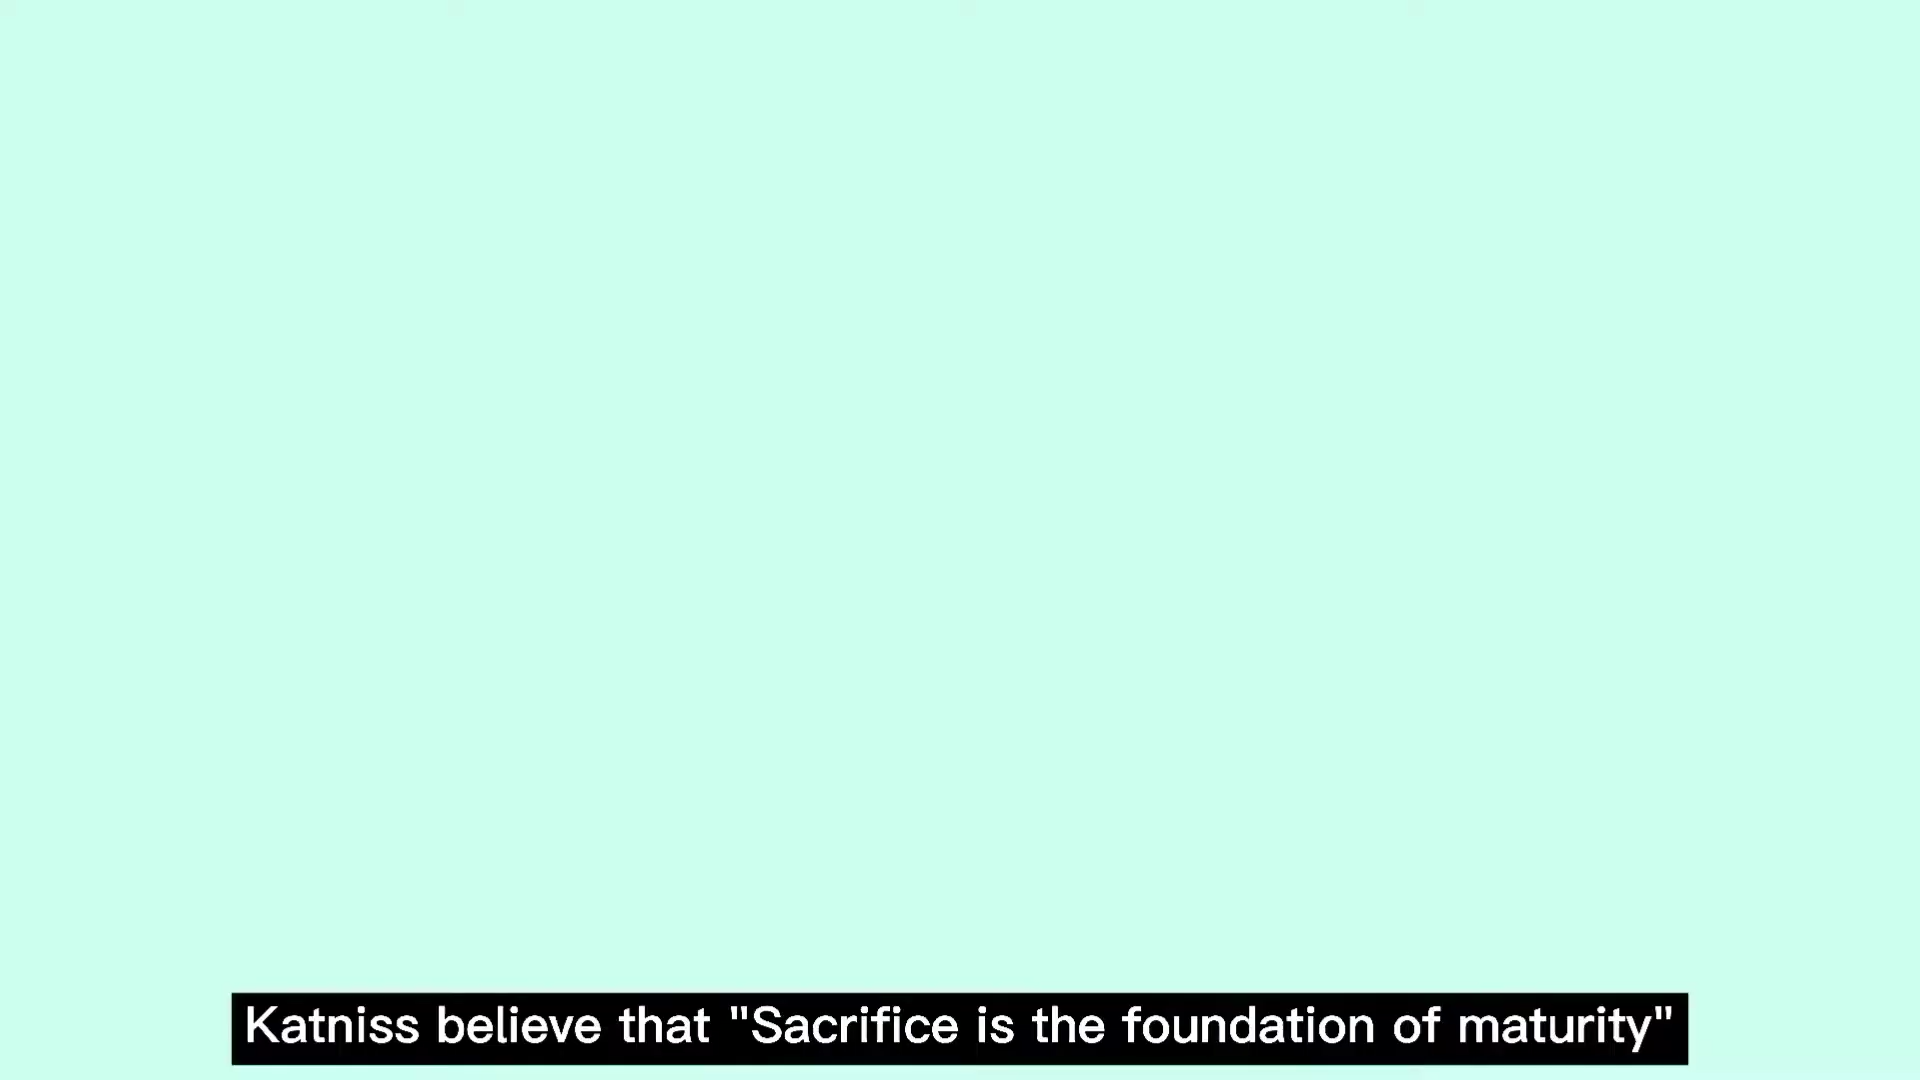 Katniss believe that "Sacrifice is the foundation of maturity"